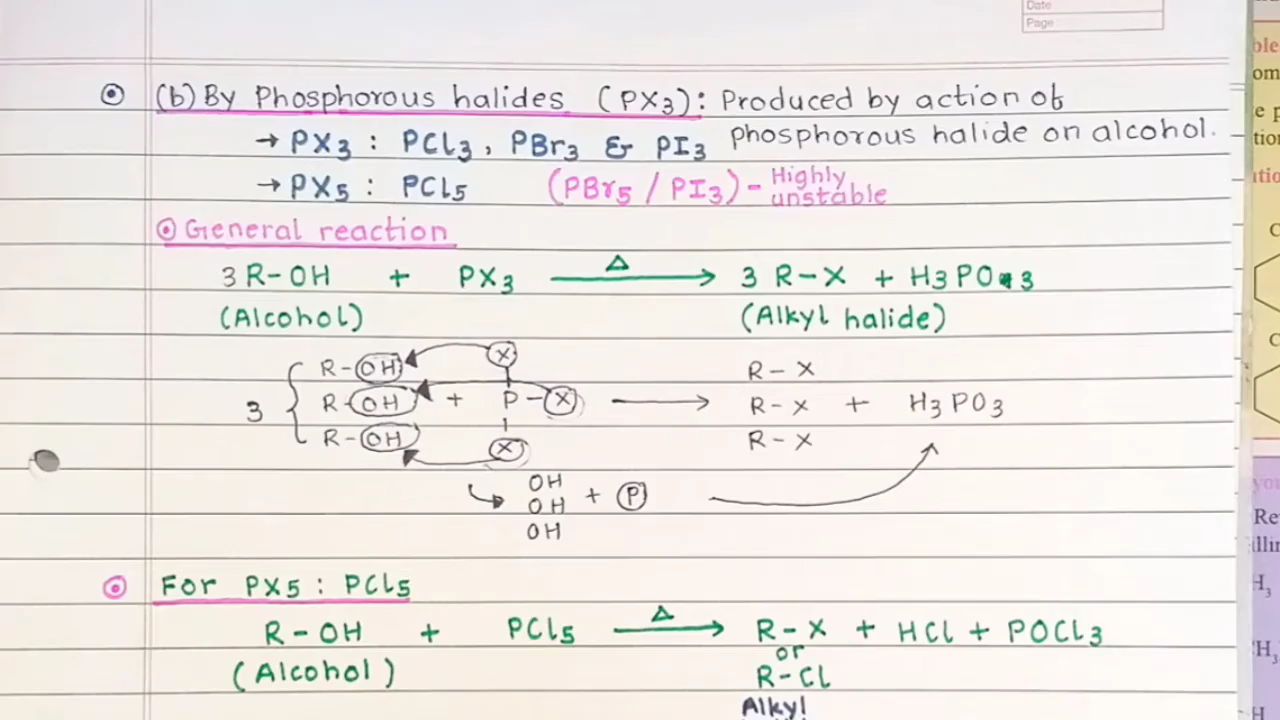 Date
Page
(b) By Phosphorous halides (PX3): Produced by action of
→ PX3 : PCl3, PBr3 & PI3 phosphorous halide on alcohol.
→ PX5 : PCl5 (PBr5 / PI3) - Highly unstable
General reaction
3 R-OH + PX3 Δ→ 3 R-X + H3PO3
(Alcohol) (Alkyl halide)
R-OH X R-X
3 { R-OH + P-X → R-X + H3PO3
R-OH X R-X
OH
OH + P
OH
For PX5 : PCl5
R-OH + PCl5 Δ→ R-X + HCl + POCl3
or
(Alcohol) R-Cl
Alkyl